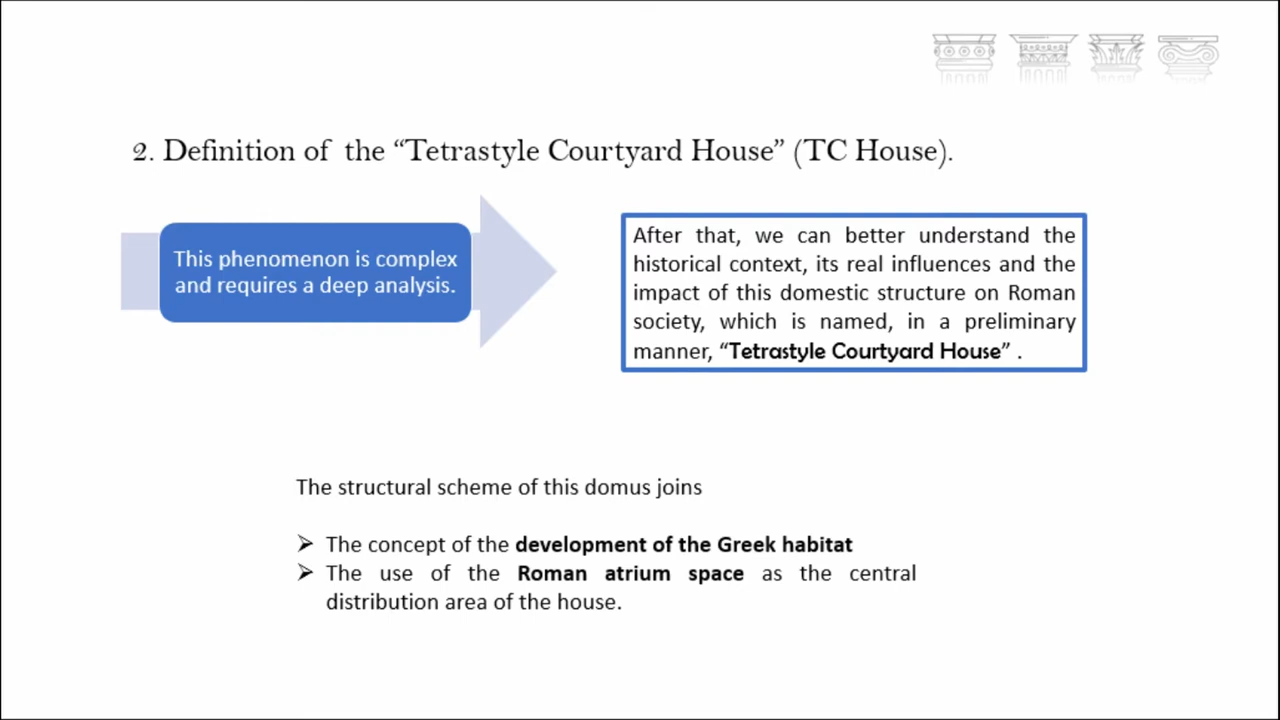 2. Definition of the “Tetrastyle Courtyard House” (TC House).
This phenomenon is complex
and requires a deep analysis.
After that, we can better understand the
historical context, its real influences and the
impact of this domestic structure on Roman
society, which is named, in a preliminary
manner, “Tetrastyle Courtyard House” .
The structural scheme of this domus joins
➢ The concept of the development of the Greek habitat
➢ The use of the Roman atrium space as the central
distribution area of the house.